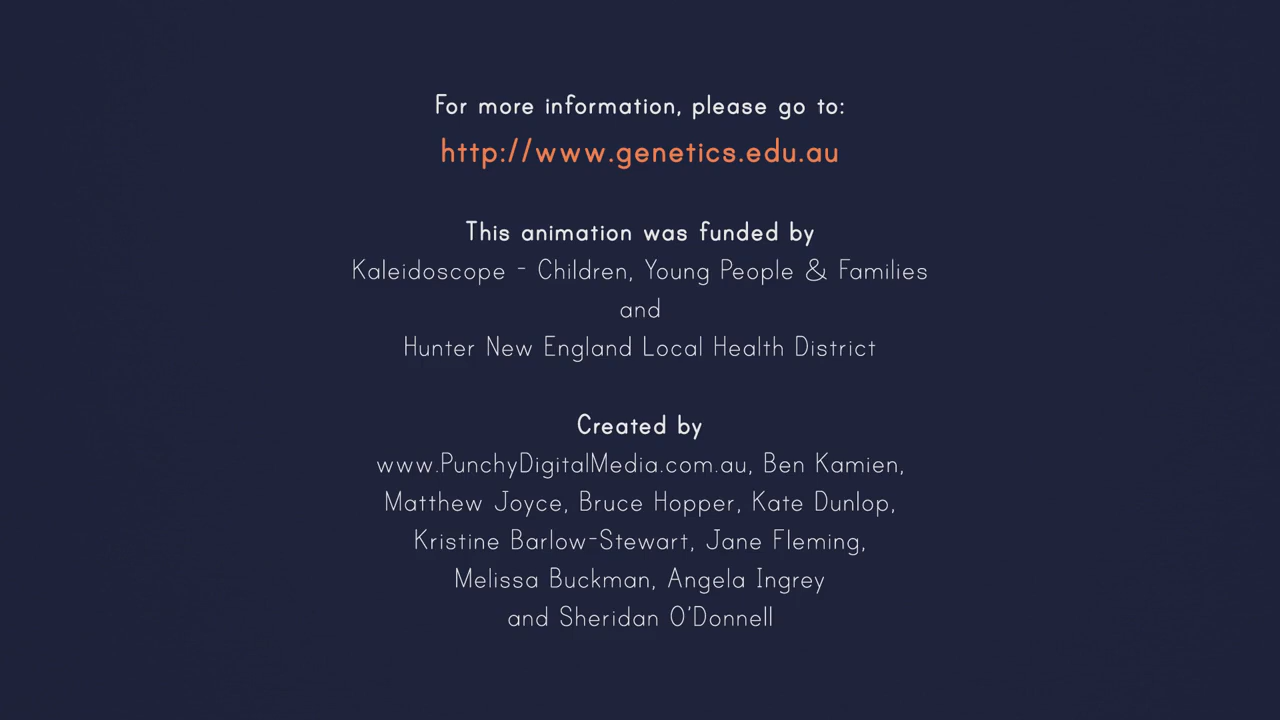 For more information, please go to:
http://www.genetics.edu.au
This animation was funded by
Kaleidoscope - Children, Young People & Families
and
Hunter New England Local Health District
Created by
www.PunchyDigitalMedia.com.au, Ben Kamien,
Matthew Joyce, Bruce Hopper, Kate Dunlop,
Kristine Barlow-Stewart, Jane Fleming,
Melissa Buckman, Angela Ingrey
and Sheridan O'Donnell